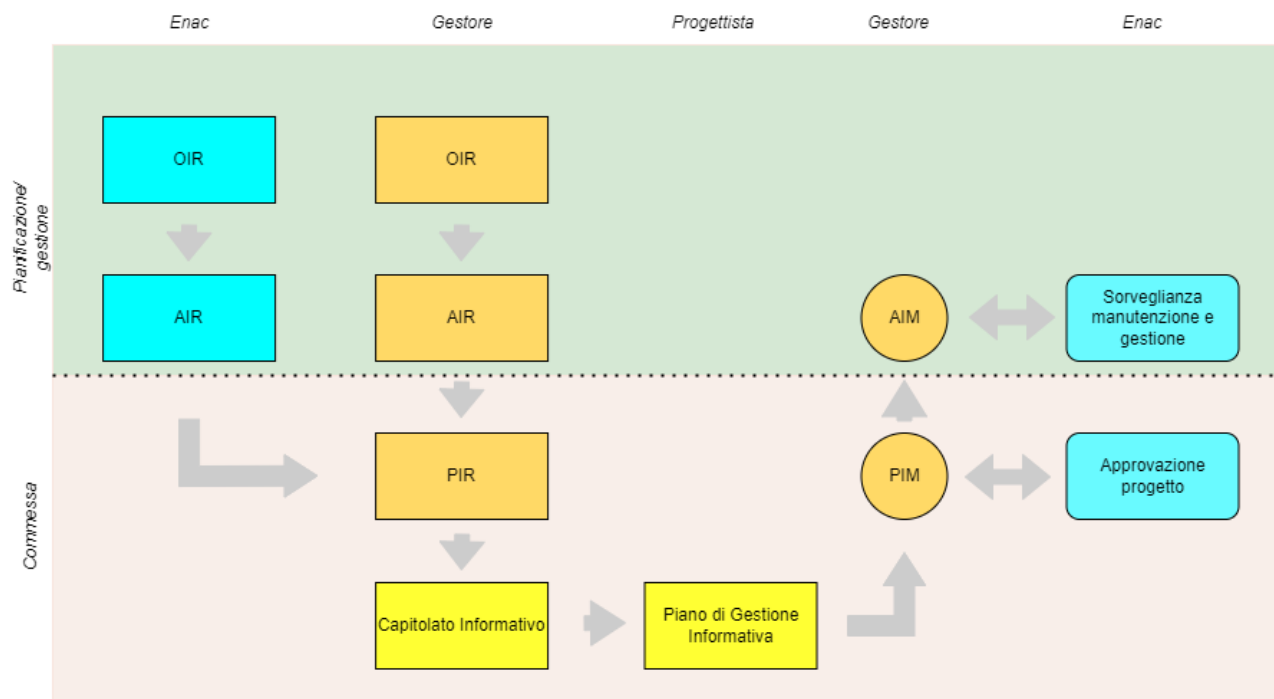 Enac
Gestore
Progettista
Gestore
Enac
Pianificazione/
gestione
OIR
OIR
AIR
AIR
AIM
Sorveglianza
manutenzione e
gestione
Commessa
PIR
PIM
Approvazione
progetto
Capitolato Informativo
Piano di Gestione
Informativa